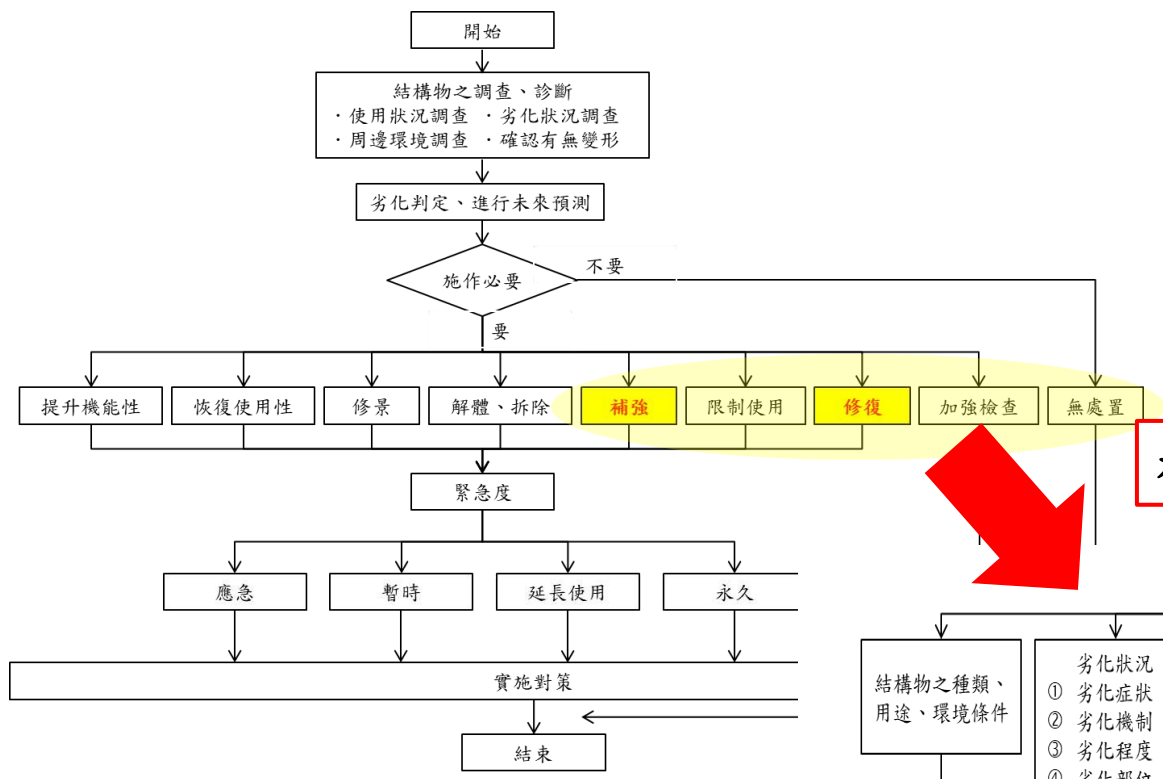 開始
結構物之調查、診斷
．使用狀況調查 ．劣化狀況調查
．周邊環境調查 ．確認有無變形
劣化判定、進行未來預測
施作必要
不要
要
提升機能性
恢復使用性
修景
解體、拆除
補強
限制使用
修復
加強檢查
無處置
緊急度
應急
暫時
延長使用
永久
實施對策
結束
結構物之種類、
用途、環境條件
劣化狀況
① 劣化症狀
② 劣化機制
③ 劣化程度
④ 劣化部位